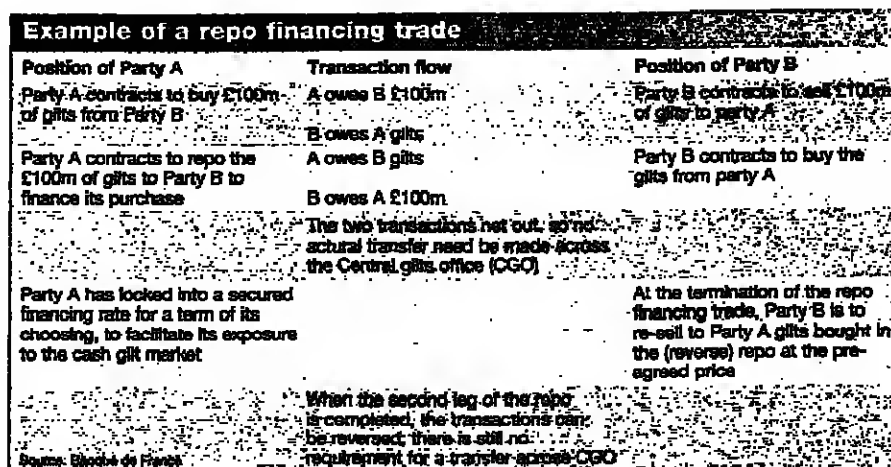 Example of a repo financing trade
Position of Party A
Transaction flow
Position of Party B
Party A contracts to buy £100m
of gilts from Party B
A owes B £100m
B owes A gilts
Party B contracts to sell £100m
of gilts to party A
Party A contracts to repo the
£100m of gilts to Party B to
finance its purchase
A owes B gilts
B owes A £100m
Party B contracts to buy the
gilts from party A
The two transactions net out, so no
actural transfer need be made across
the Central gilts office (CGO)
Party A has locked into a secured
financing rate for a term of its
choosing, to facilitate its exposure
to the cash gilt market
At the termination of the repo
financing trade, Party B is to
re-sell to Party A gilts bought in
the (reverse) repo at the pre-
agreed price
When the second leg of the repo
is completed, the transactions can
be reversed; there is still no
requirement for a transfer across CGO
Source: de France